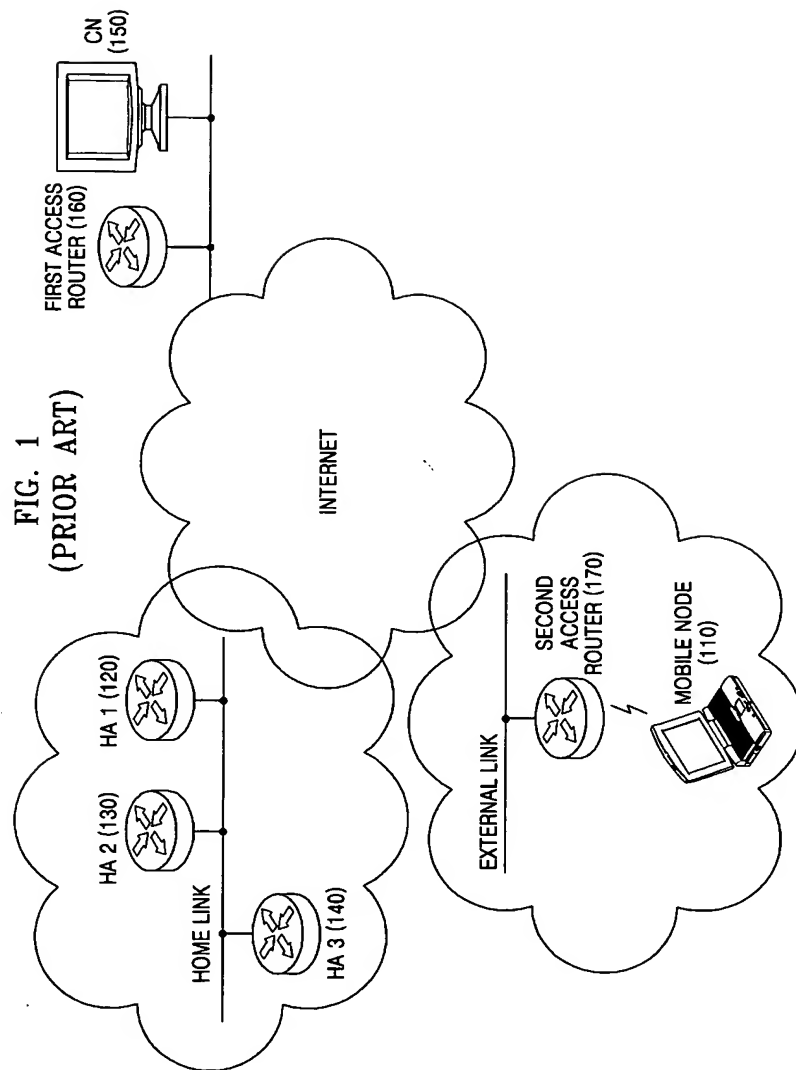 FIG. 1
(PRIOR ART)
FIRST ACCESS
ROUTER (160)
CN
(150)
HA 1 (120)
HA 2 (130)
HOME LINK
HA 3 (140)
INTERNET
EXTERNAL LINK
SECOND
ACCESS
ROUTER (170)
MOBILE NODE
(110)